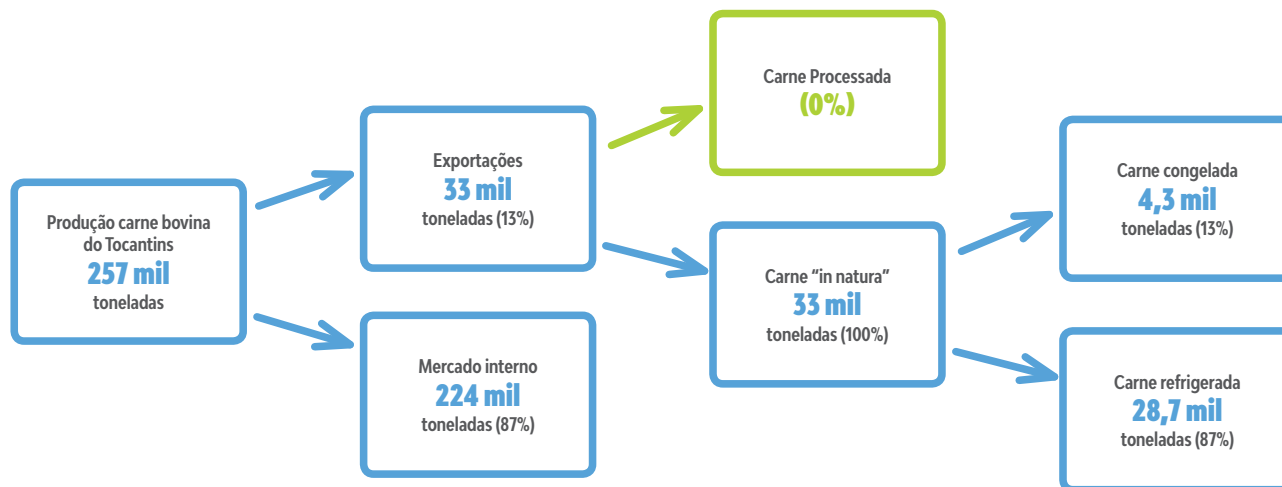 Produção carne bovina
do Tocantins
257 mil
toneladas
Exportações
33 mil
toneladas (13%)
Mercado interno
224 mil
toneladas (87%)
Carne Processada
(0%)
Carne “in natura”
33 mil
toneladas (100%)
Carne congelada
4,3 mil
toneladas (13%)
Carne refrigerada
28,7 mil
toneladas (87%)